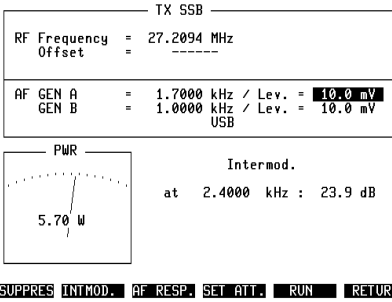 TX SSB
RF Frequency = 27.2094 MHz
Offset = ------
AF GEN A = 1.7000 kHz / Lev. = 10.0 mV
GEN B = 1.0000 kHz / Lev. = 10.0 mV
USB
PWR
Intermod.
at 2.4000 kHz : 23.9 dB
5.70 W
SUPPRES INTMOD. AF RESP. SET ATT. RUN RETUR